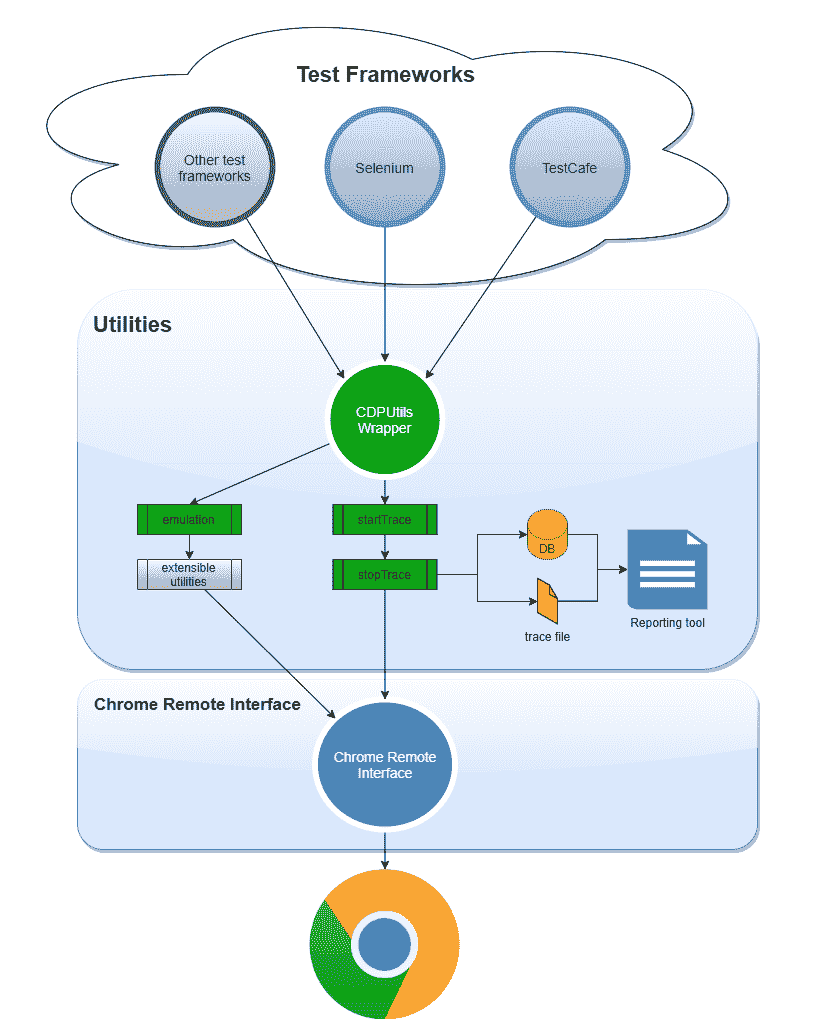 Test Frameworks
Other test
frameworks
Selenium
TestCafe
Utilities
CDPUtils
Wrapper
emulation
startTrace
extensible
utilities
stopTrace
DB
trace file
Reporting tool
Chrome Remote Interface
Chrome Remote
Interface